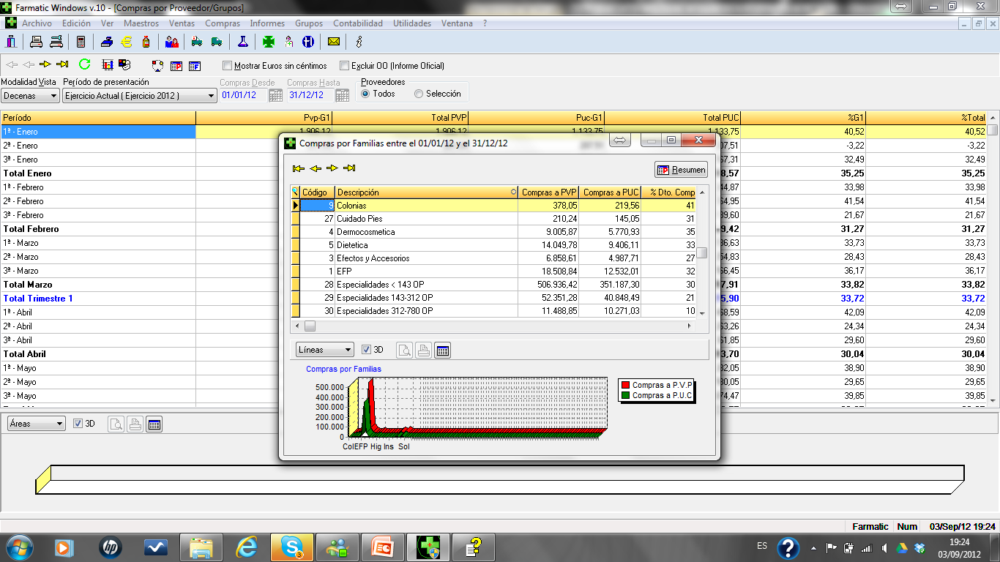 Farmatic Windows v.10 - [Compras por Proveedor/Grupos]
Archivo Edición Ver Maestros Ventas Compras Informes Grupos Contabilidad Utilidades Ventana ?
Mostrar Euros sin céntimos Excluir OO (Informe Oficial)
Modalidad Vista Período de presentación Compras Desde Compras Hasta Proveedores
Decenas Ejercicio Actual ( Ejercicio 2012 ) 01/01/12 31/12/12 Todos Selección
Período Pvp-G1 Total PVP Puc-G1 Total PUC %G1 %Total
1ª - Enero 1.906,12 1.906,12 1.133,75 1.133,75 40,52 40,52
2ª - Enero -3,22 -3,22
3ª - Enero 32,49 32,49
Total Enero 35,25 35,25
1ª - Febrero 33,98 33,98
2ª - Febrero 41,54 41,54
3ª - Febrero 21,67 21,67
Total Febrero 31,27 31,27
1ª - Marzo 33,73 33,73
2ª - Marzo 28,43 28,43
3ª - Marzo 36,17 36,17
Total Marzo 33,82 33,82
Total Trimestre 1 33,72 33,72
1ª - Abril 42,09 42,09
2ª - Abril 24,34 24,34
3ª - Abril 29,60 29,60
Total Abril 30,04 30,04
1ª - Mayo 38,90 38,90
2ª - Mayo 29,65 29,65
3ª - Mayo 39,85 39,85
Compras por Familias entre el 01/01/12 y el 31/12/12
Resumen
Código Descripción Compras a PVP Compras a PUC % Dto. Comp
9 Colonias 378,05 219,56 41
27 Cuidado Pies 210,24 145,05 31
4 Dermocosmetica 9.005,87 5.770,93 35
5 Dietetica 14.049,78 9.406,11 33
3 Efectos y Accesorios 6.858,61 4.987,71 27
1 EFP 18.508,84 12.532,01 32
28 Especialidades < 143 OP 506.936,42 351.187,30 30
29 Especialidades 143-312 OP 52.351,28 40.848,49 21
30 Especialidades 312-780 OP 11.488,85 10.271,03 10
Líneas 3D
Compras por Familias
500.000
400.000
300.000
200.000
100.000
0
Col EFP Hig Ins Sol
Compras a P.V.P
Compras a P.U.C
Áreas 3D
Farmatic Num 03/Sep/12 19:24
ES 19:24
03/09/2012